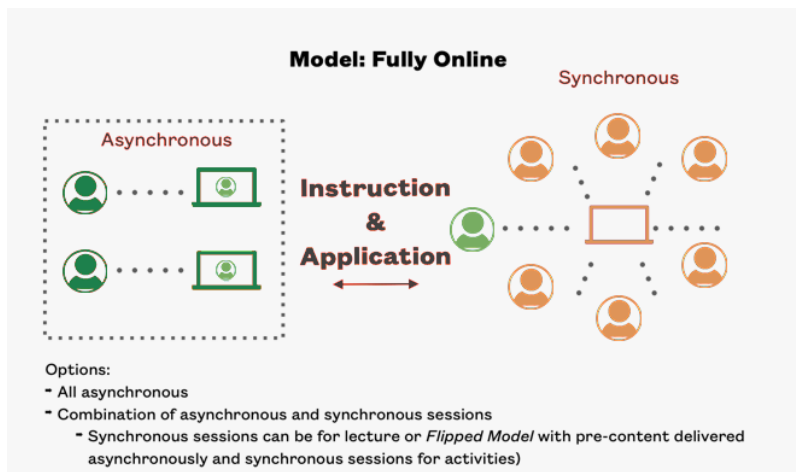 Model: Fully Online
Synchronous
Asynchronous
Instruction
&
Application
Options:
- All asynchronous
- Combination of asynchronous and synchronous sessions
- Synchronous sessions can be for lecture or Flipped Model with pre-content delivered
asynchronously and synchronous sessions for activities)